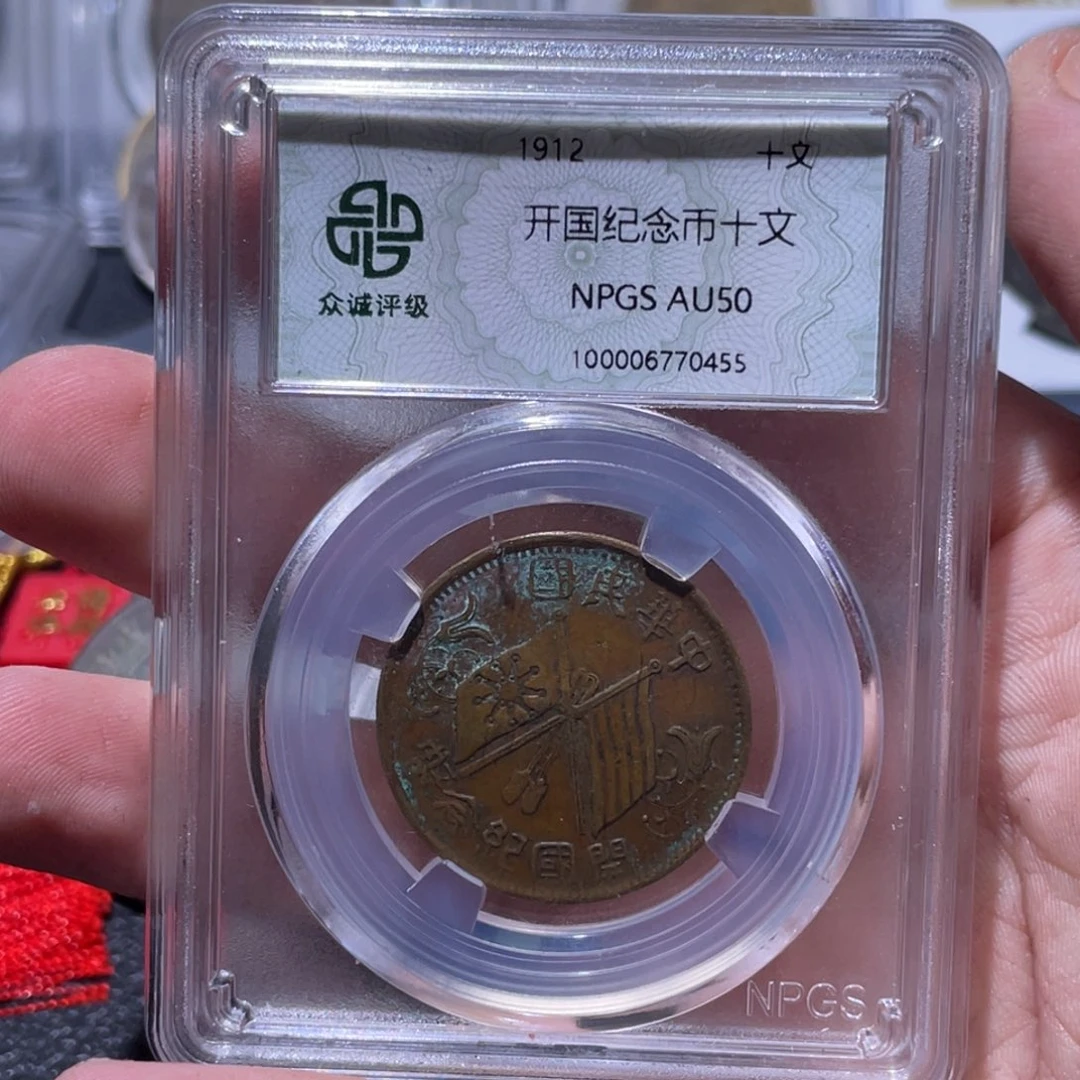 1912 十文
开国纪念币十文
NPGS AU50
100006770455
众诚评级
中華民國
開國紀念幣
NPGS